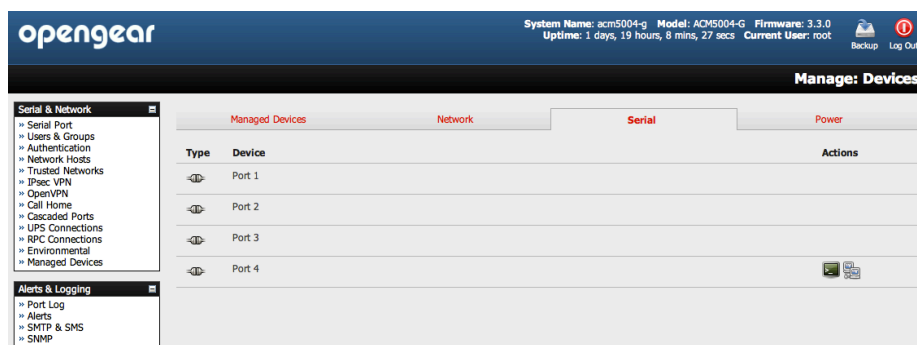 opengear
System Name: acm5004-g Model: ACM5004-G Firmware: 3.3.0
Uptime: 1 days, 19 hours, 8 mins, 27 secs Current User: root
Backup Log Out
Manage: Devices
Serial & Network
» Serial Port
» Users & Groups
» Authentication
» Network Hosts
» Trusted Networks
» IPsec VPN
» OpenVPN
» Call Home
» Cascaded Ports
» UPS Connections
» RPC Connections
» Environmental
» Managed Devices
Alerts & Logging
» Port Log
» Alerts
» SMTP & SMS
» SNMP
Managed Devices Network Serial Power
Type Device Actions
Port 1
Port 2
Port 3
Port 4